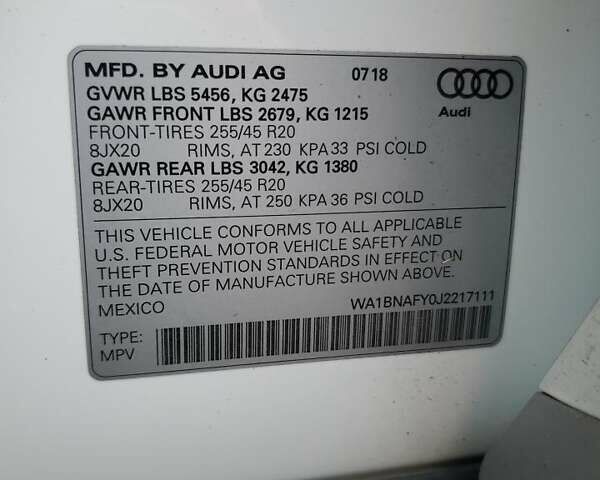 MFD. BY AUDI AG 0718
GVWR LBS 5456, KG 2475
GAWR FRONT LBS 2679, KG 1215
FRONT-TIRES 255/45 R20
8JX20 RIMS, AT 230 KPA 33 PSI COLD
GAWR REAR LBS 3042, KG 1380
REAR-TIRES 255/45 R20
8JX20 RIMS, AT 250 KPA 36 PSI COLD
Audi
THIS VEHICLE CONFORMS TO ALL APPLICABLE
U.S. FEDERAL MOTOR VEHICLE SAFETY AND
THEFT PREVENTION STANDARDS IN EFFECT ON
THE DATE OF MANUFACTURE SHOWN ABOVE.
MEXICO WA1BNAFY0J2217111
TYPE:
MPV